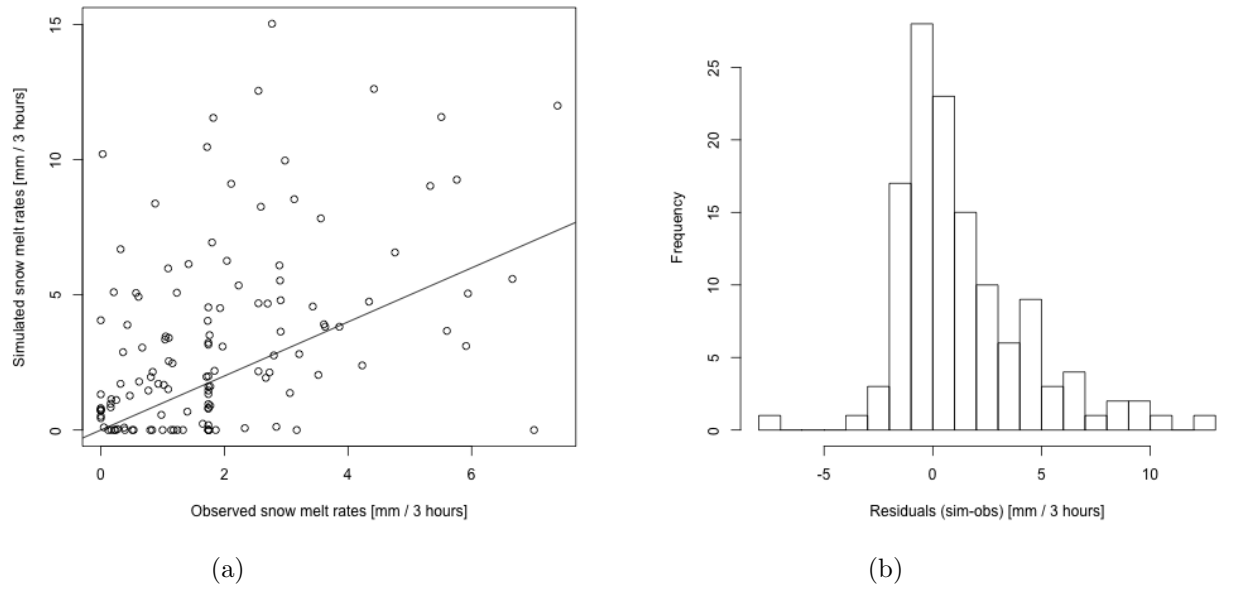 Simulated snow melt rates [mm / 3 hours]
15
10
5
0
0 2 4 6
Observed snow melt rates [mm / 3 hours]
(a)
Frequency
25
20
15
10
5
0
-5 0 5 10
Residuals (sim-obs) [mm / 3 hours]
(b)